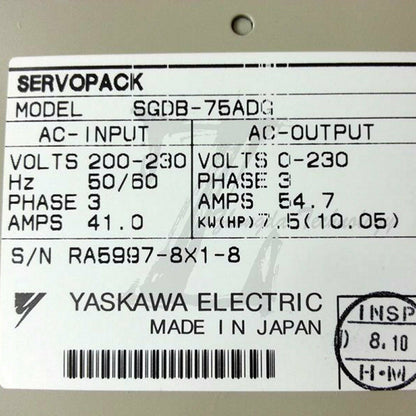 SERVOPACK
MODEL SGDB-75ADG
AC-INPUT AC-OUTPUT
VOLTS 200-230 VOLTS 0-230
Hz 50/60 PHASE 3
PHASE 3 AMPS 54.7
AMPS 41.0 KW(HP)7.5(10.05)
S/N RA5997-8X1-8
YASKAWA ELECTRIC
MADE IN JAPAN
INSP
8.10
H·M